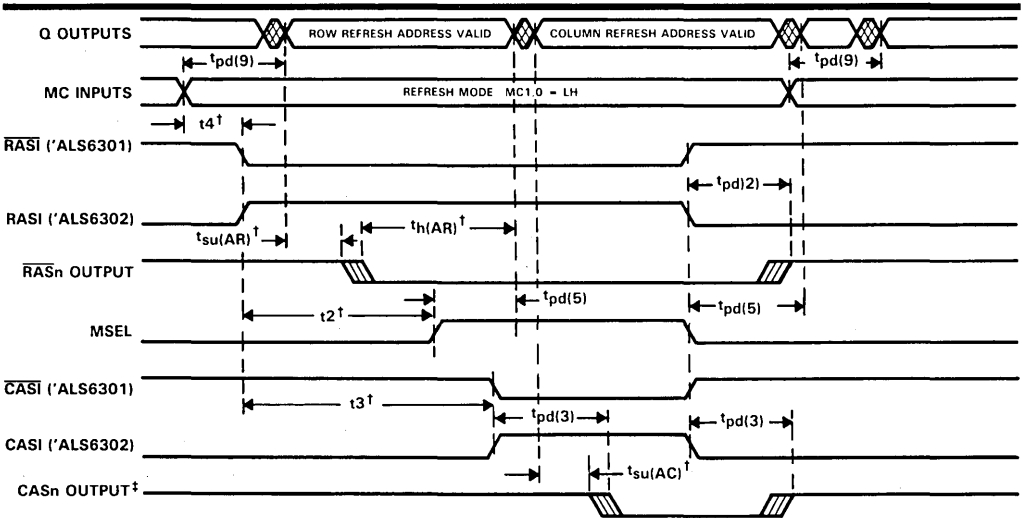 Q OUTPUTS
ROW REFRESH ADDRESS VALID
COLUMN REFRESH ADDRESS VALID
tpd(9)
tpd(9)
MC INPUTS
REFRESH MODE MC1,0 = LH
t4†
RASI ('ALS6301)
tpd)2)
RASI ('ALS6302)
tsu(AR)†
th(AR)†
RASn OUTPUT
tpd(5)
tpd(5)
t2†
MSEL
CASI ('ALS6301)
t3†
tpd(3)
tpd(3)
CASI ('ALS6302)
tsu(AC)†
CASn OUTPUT‡